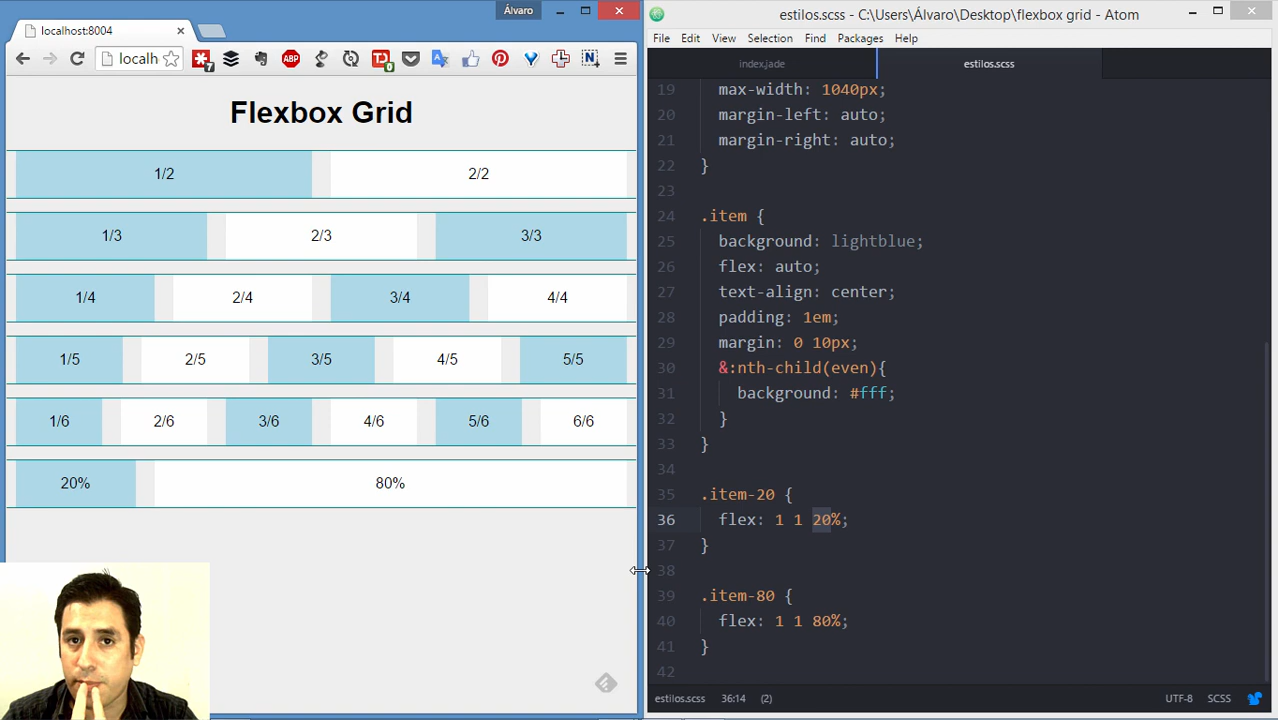 Álvaro
localhost:8004
localh
7
ABP
TD
0
N
Flexbox Grid
1/2 2/2
1/3 2/3 3/3
1/4 2/4 3/4 4/4
1/5 2/5 3/5 4/5 5/5
1/6 2/6 3/6 4/6 5/6 6/6
20% 80%
estilos.scss - C:\Users\Álvaro\Desktop\flexbox grid - Atom
File Edit View Selection Find Packages Help
index.jade estilos.scss
19 max-width: 1040px;
20 margin-left: auto;
21 margin-right: auto;
22 }
23
24 .item {
25 background: lightblue;
26 flex: auto;
27 text-align: center;
28 padding: 1em;
29 margin: 0 10px;
30 &:nth-child(even){
31 background: #fff;
32 }
33 }
34
35 .item-20 {
36 flex: 1 1 20%;
37 }
38
39 .item-80 {
40 flex: 1 1 80%;
41 }
42
estilos.scss 36:14 (2) UTF-8 SCSS